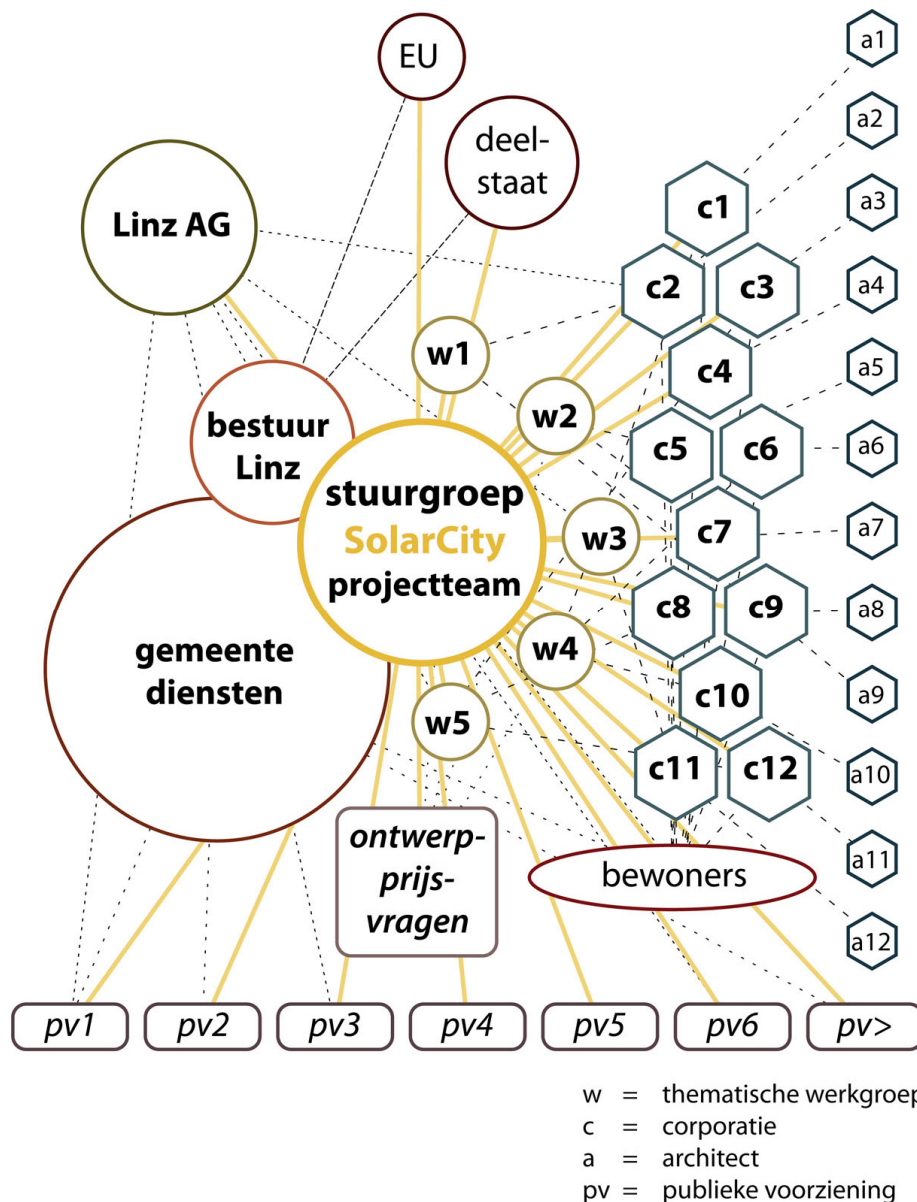 EU
deel-
staat
Linz AG
bestuur
Linz
stuurgroep
SolarCity
projectteam
gemeente
diensten
w1
w2
w3
w4
w5
c1
c2
c3
c4
c5
c6
c7
c8
c9
c10
c11
c12
a1
a2
a3
a4
a5
a6
a7
a8
a9
a10
a11
a12
ontwerp-
prijs-
vragen
bewoners
pv1
pv2
pv3
pv4
pv5
pv6
pv>
w = thematische werkgroep
c = corporatie
a = architect
pv = publieke voorziening